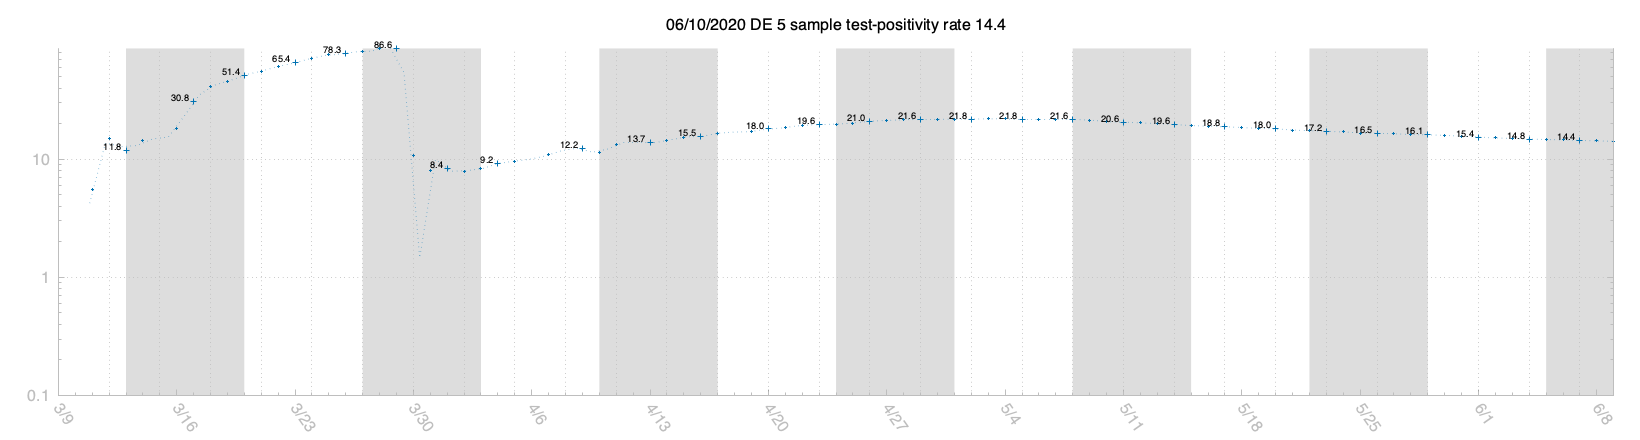 06/10/2020 DE 5 sample test-positivity rate 14.4
11.8 30.8 51.4 65.4 78.3 86.6 8.4 9.2 12.2 13.7 15.5 18.0 19.6 21.0 21.6 21.8 21.8 21.6 20.6 19.6 18.8 18.0 17.2 16.5 16.1 15.4 14.8 14.4
10
1
0.1
3/9 3/16 3/23 3/30 4/6 4/13 4/20 4/27 5/4 5/11 5/18 5/25 6/1 6/8